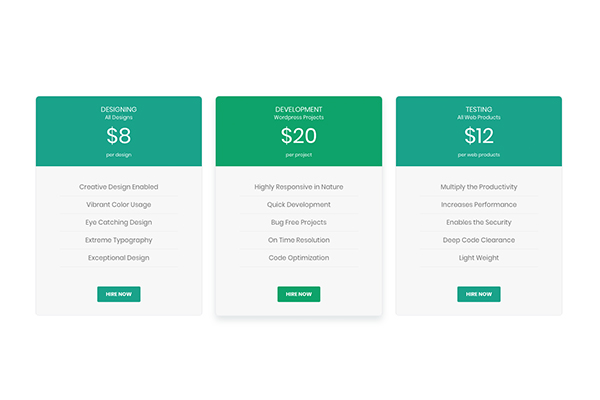 DESIGNING
All Designs
$8
per design
Creative Design Enabled
Vibrant Color Usage
Eye Catching Design
Extreme Typography
Exceptional Design
HIRE NOW
DEVELOPMENT
Wordpress Projects
$20
per project
Highly Responsive in Nature
Quick Development
Bug Free Projects
On Time Resolution
Code Optimization
HIRE NOW
TESTING
All Web Products
$12
per web products
Multiply the Productivity
Increases Performance
Enables the Security
Deep Code Clearance
Light Weight
HIRE NOW